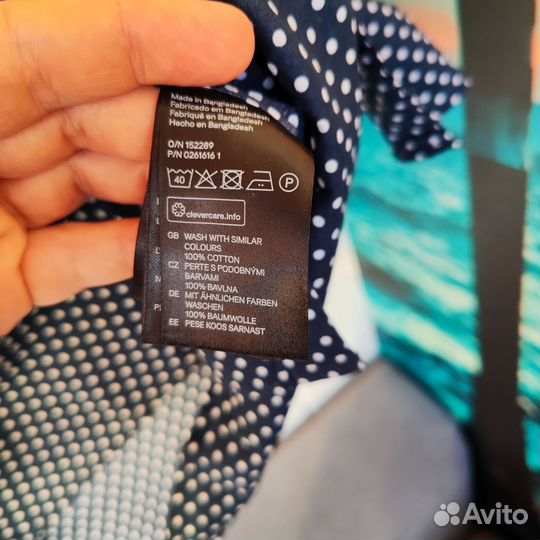 Made in Bangladesh
Fabricado em Bangladesh
Fabriqué en Bangladesh
Hecho en Bangladesh
O/N 152289
P/N 0261616 1
40
P
clevercare.info
GB WASH WITH SIMILAR
COLOURS
100% COTTON
CZ PERTE S PODOBNÝMI
BARVAMI
100% BAVLNA
DE MIT ÄHNLICHEN FARBEN
WASCHEN
100% BAUMWOLLE
EE PESE KOOS SARNAST
Avito